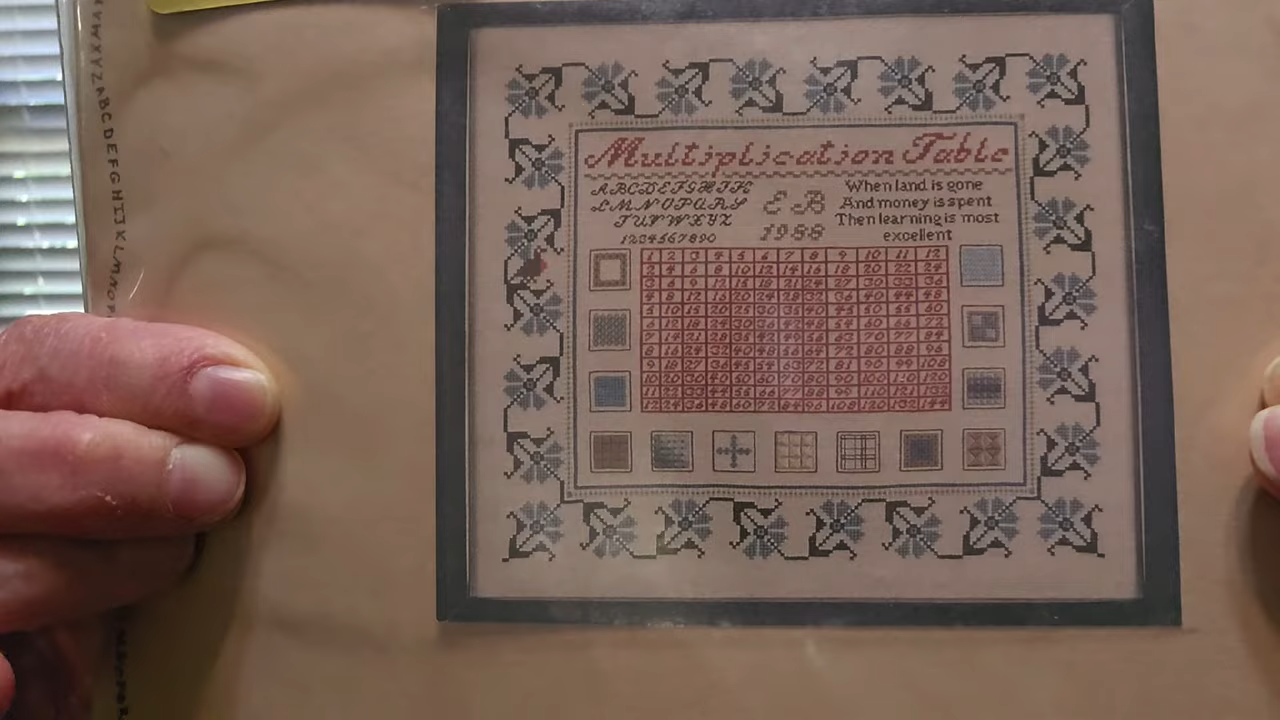 Multiplication Table
ABCDEFGHIJK
LMNOPQRS
TUVWXYZ
1234567890
E B
1988
When land is gone
And money is spent
Then learning is most
excellent
1 2 3 4 5 6 7 8 9 10 11 12
2 4 6 8 10 12 14 16 18 20 22 24
3 6 9 12 15 18 21 24 27 30 33 36
4 8 12 16 20 24 28 32 36 40 44 48
5 10 15 20 25 30 35 40 45 50 55 60
6 12 18 24 30 36 42 48 54 60 66 72
7 14 21 28 35 42 49 56 63 70 77 84
8 16 24 32 40 48 56 64 72 80 88 96
9 18 27 36 45 54 63 72 81 90 99 108
10 20 30 40 50 60 70 80 90 100 110 120
11 22 33 44 55 66 77 88 99 110 121 132
12 24 36 48 60 72 84 96 108 120 132 144
VWXYZABCDEFGHIJKLMNOP